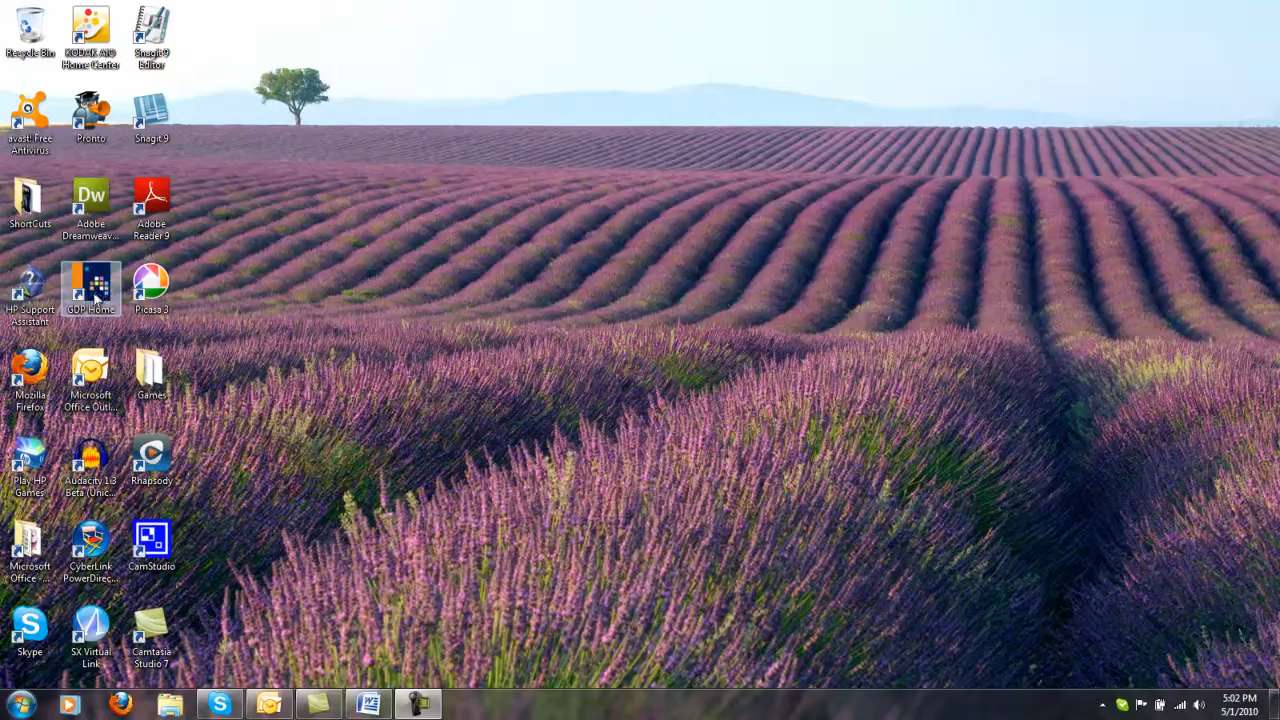 Recycle Bin
KODAK AiO
Home Center
Snagit 9
Editor
avast! Free
Antivirus
Pronto
Snagit 9
ShortCuts
Dw
Adobe
Dreamweav...
Adobe
Reader 9
HP Support
Assistant
GDP Home
Picasa 3
Mozilla
Firefox
Microsoft
Office Outl...
Games
Play HP
Games
Audacity 1.3
Beta (Unic...
Rhapsody
Microsoft
Office -...
CyberLink
PowerDirec...
CamStudio
Skype
SX Virtual
Link
Camtasia
Studio 7
5:02 PM
5/1/2010